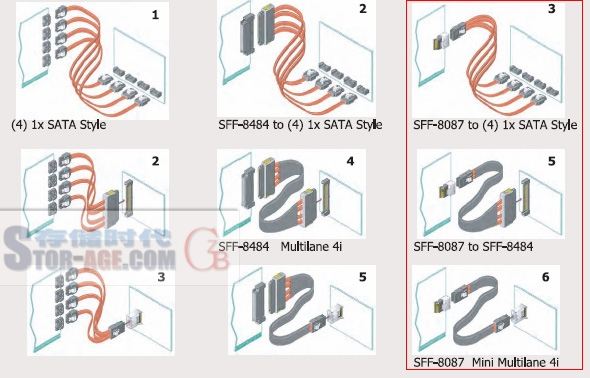 1
2
3
(4) 1x SATA Style
SFF-8484 to (4) 1x SATA Style
SFF-8087 to (4) 1x SATA Style
2
4
5
SFF-8484 Multilane 4i
SFF-8087 to SFF-8484
存储时代
STOR-AGE.COM
3
5
6
SFF-8087 Mini Multilane 4i